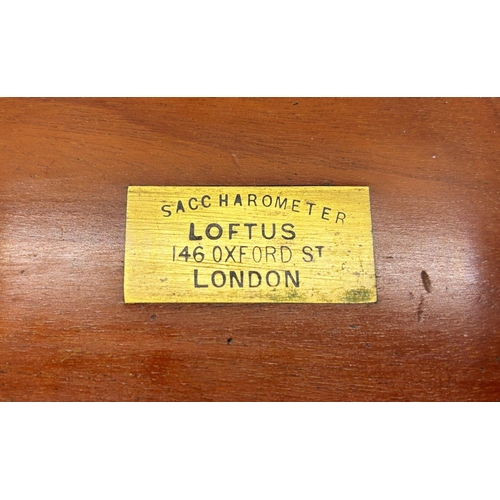 SACCHAROMETER
LOFTUS
146 OXFORD ST
LONDON